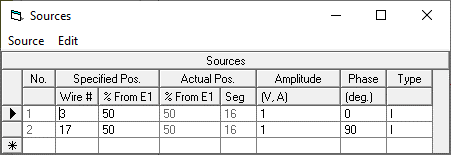 Sources
Source Edit
Sources
No. Specified Pos. Actual Pos. Amplitude Phase Type
Wire # % From E1 % From E1 Seg (V, A) (deg.)
1 3 50 50 16 1 0 I
2 17 50 50 16 1 90 I